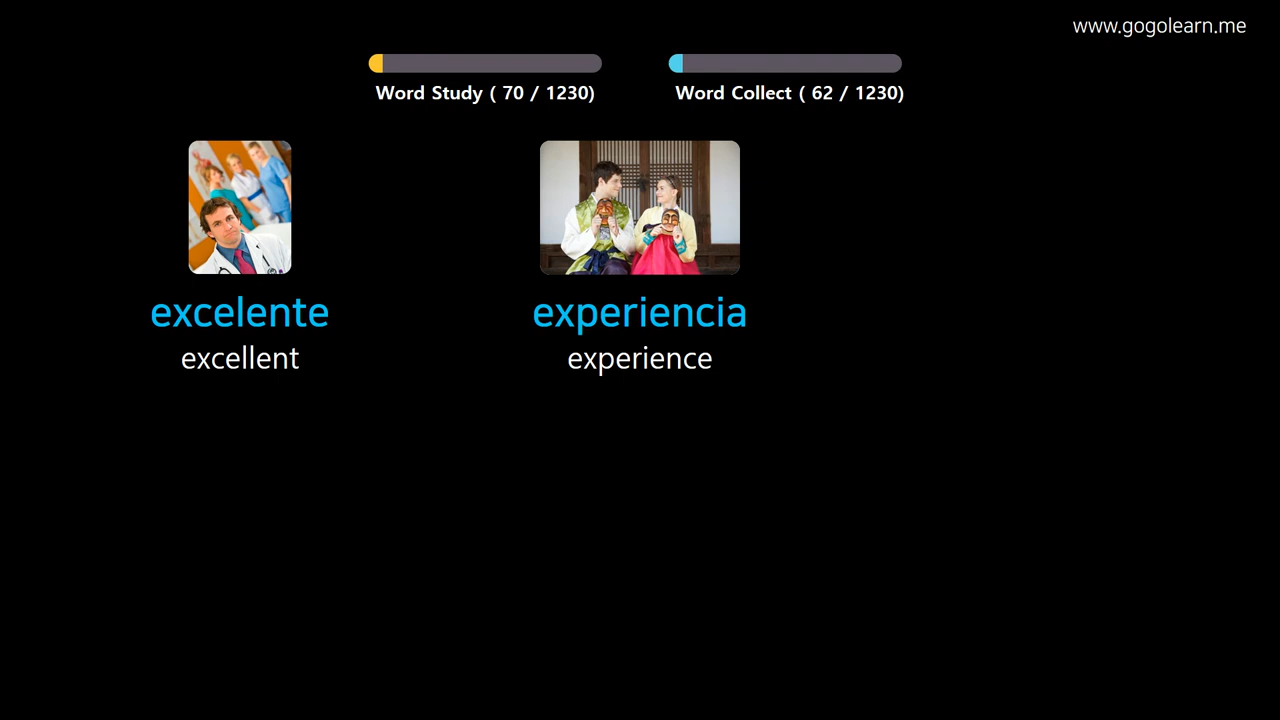 www.gogolearn.me
Word Study ( 70 / 1230)
Word Collect ( 62 / 1230)
excelente
excellent
experiencia
experience